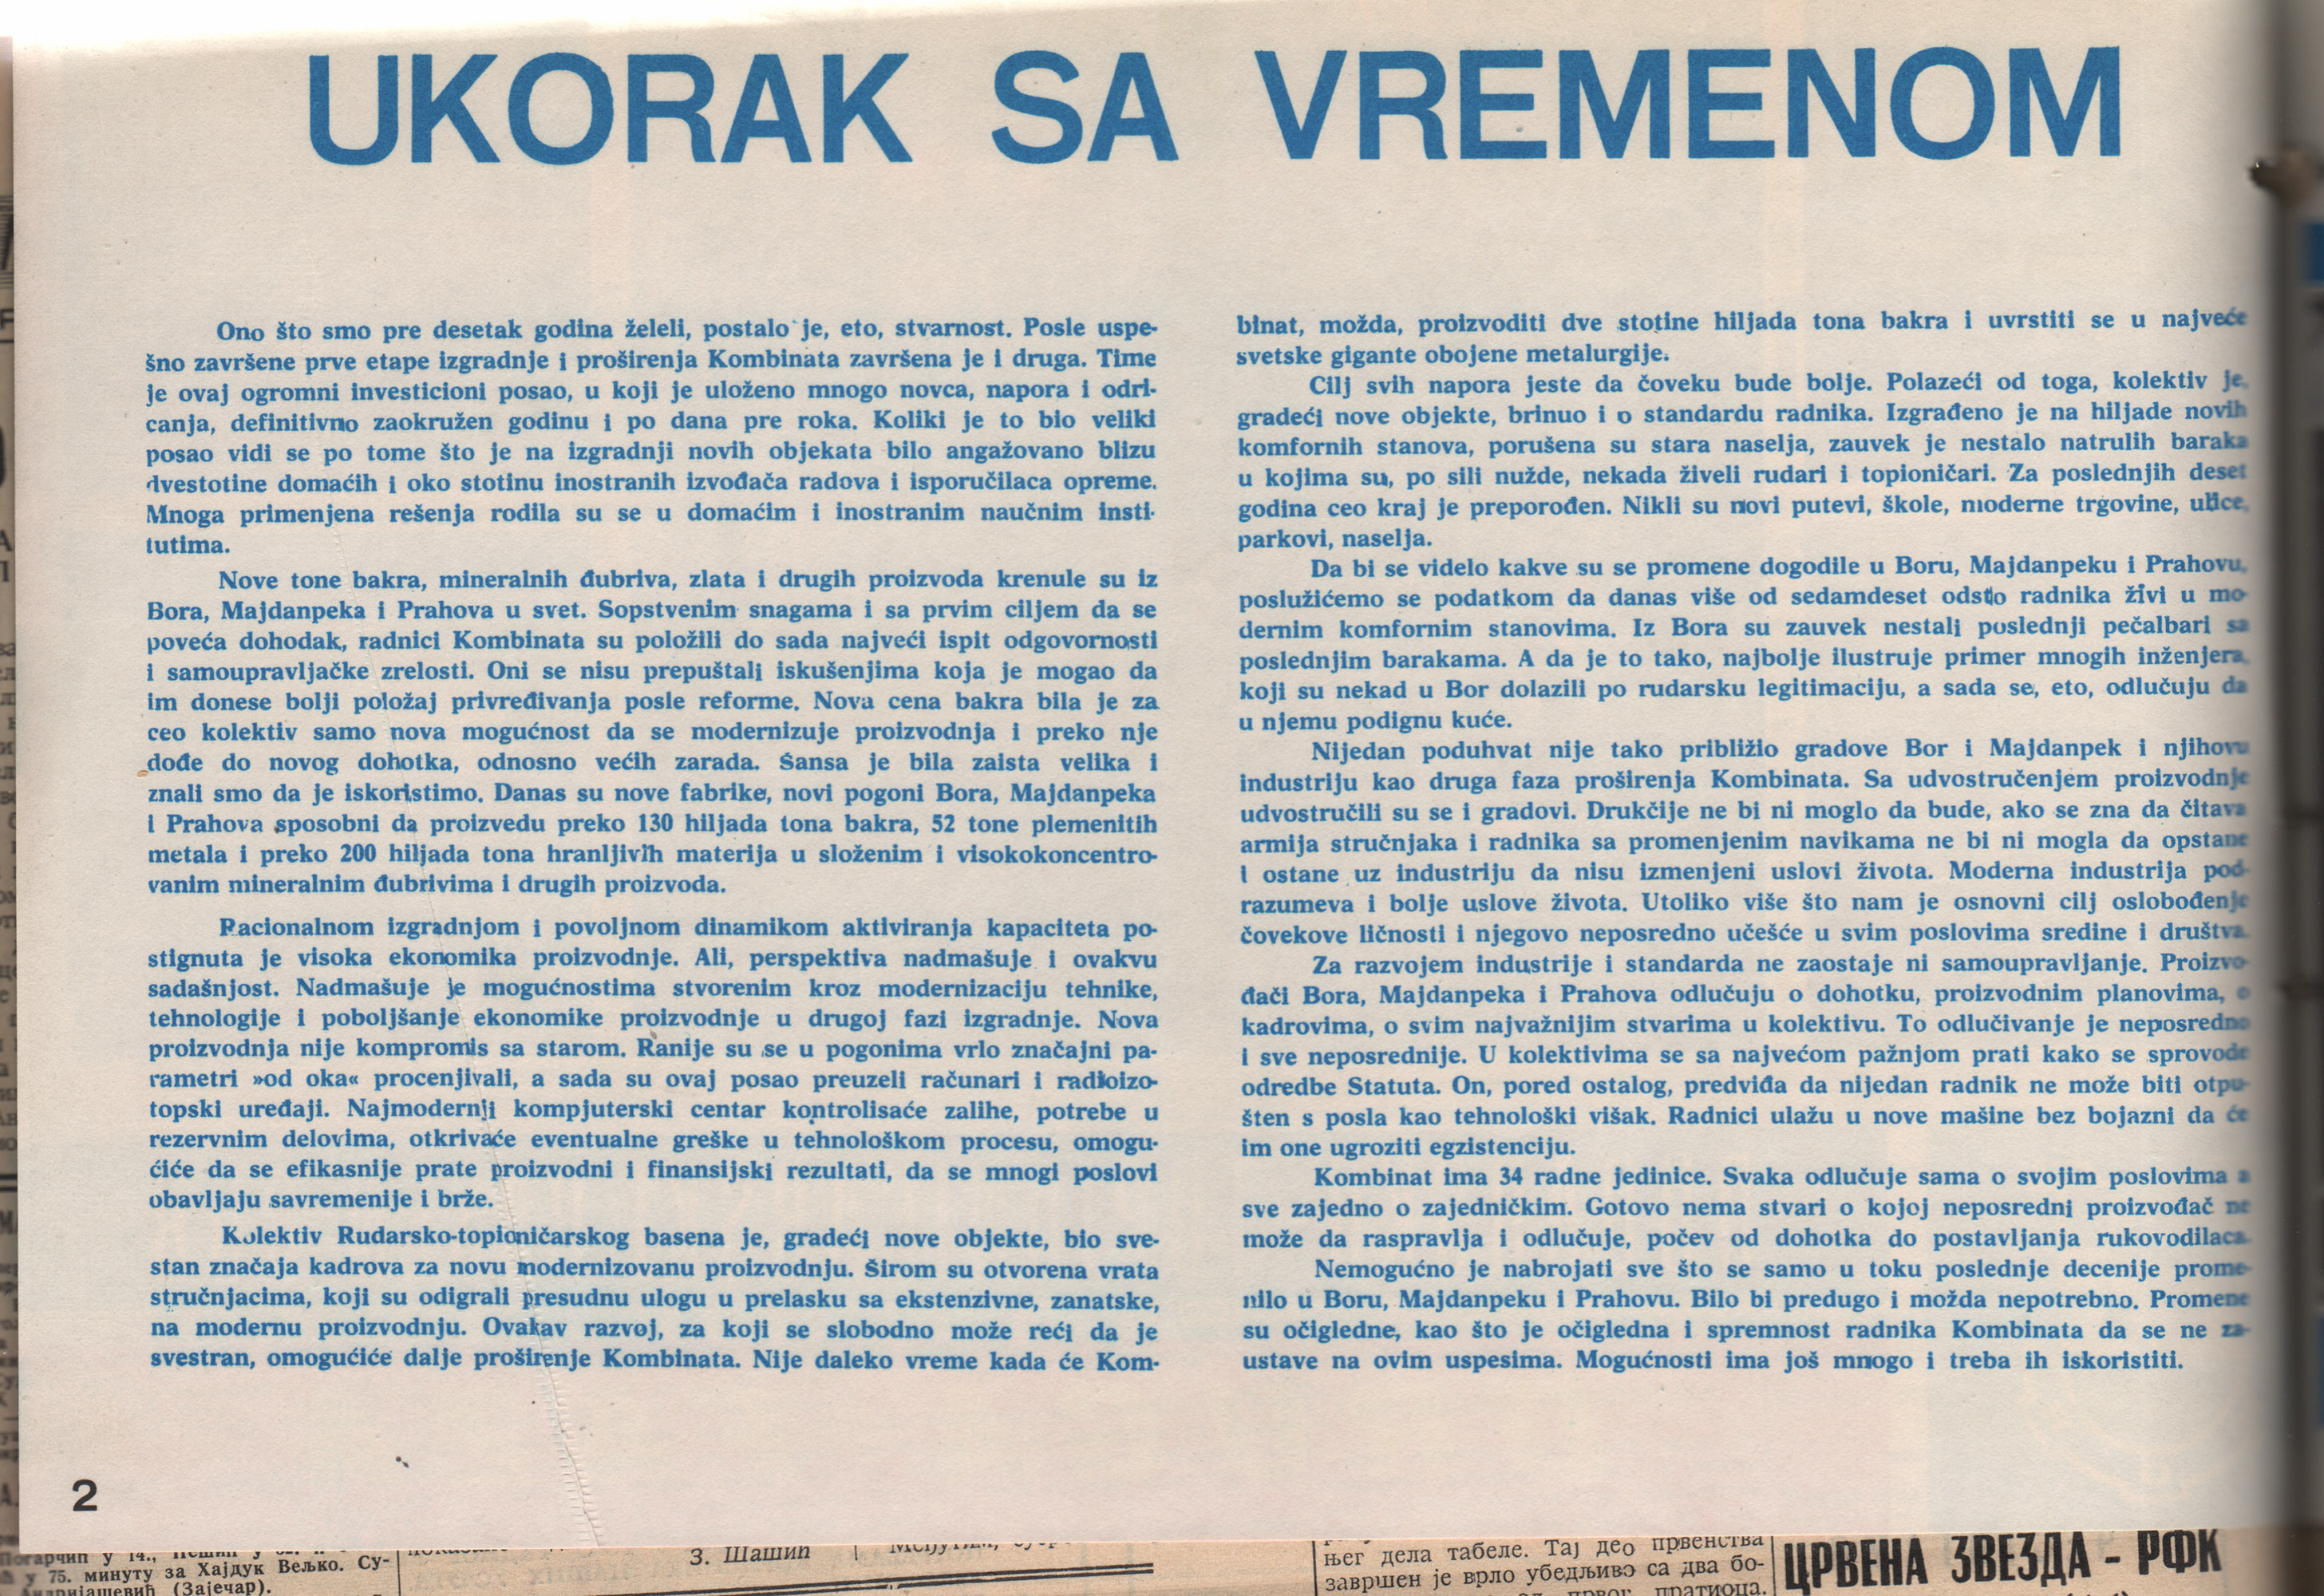 UKORAK SA VREMENOM
Ono što smo pre desetak godina želeli, postalo je, eto, stvarnost. Posle uspe-
šno završene prve etape izgradnje i proširenja Kombinata završena je i druga. Time
je ovaj ogromni investicioni posao, u koji je uloženo mnogo novca, napora i odri-
canja, definitivno zaokružen godinu i po dana pre roka. Koliki je to bio veliki
posao vidi se po tome što je na izgradnji novih objekata bilo angažovano blizu
dvestotine domaćih i oko stotinu inostranih izvođača radova i isporučilaca opreme.
Mnoga primenjena rešenja rodila su se u domaćim i inostranim naučnim insti-
tutima.
Nove tone bakra, mineralnih đubriva, zlata i drugih proizvoda krenule su iz
Bora, Majdanpeka i Prahova u svet. Sopstvenim snagama i sa prvim ciljem da se
poveća dohodak, radnici Kombinata su položili do sada najveći ispit odgovornosti
i samoupravljačke zrelosti. Oni se nisu prepuštali iskušenjima koja je mogao da
im donese bolji položaj privređivanja posle reforme. Nova cena bakra bila je za
ceo kolektiv samo nova mogućnost da se modernizuje proizvodnja i preko nje
dođe do novog dohotka, odnosno većih zarada. Šansa je bila zaista velika i
znali smo da je iskoristimo. Danas su nove fabrike, novi pogoni Bora, Majdanpeka
i Prahova sposobni da proizvedu preko 130 hiljada tona bakra, 52 tone plemenitih
metala i preko 200 hiljada tona hranljivih materija u složenim i visokokoncentro-
vanim mineralnim đubrivima i drugih proizvoda.
Racionalnom izgradnjom i povoljnom dinamikom aktiviranja kapaciteta po-
stignuta je visoka ekonomika proizvodnje. Ali, perspektiva nadmašuje i ovakvu
sadašnjost. Nadmašuje je mogućnostima stvorenim kroz modernizaciju tehnike,
tehnologije i poboljšanje ekonomike proizvodnje u drugoj fazi izgradnje. Nova
proizvodnja nije kompromis sa starom. Ranije su se u pogonima vrlo značajni pa-
rametri »od oka« procenjivali, a sada su ovaj posao preuzeli računari i radioizo-
topski uređaji. Najmoderniji kompjuterski centar kontrolisaće zalihe, potrebe u
rezervnim delovima, otkrivaće eventualne greške u tehnološkom procesu, omogu-
ćiće da se efikasnije prate proizvodni i finansijski rezultati, da se mnogi poslovi
obavljaju savremenije i brže.
Kolektiv Rudarsko-topioničarskog basena je, gradeći nove objekte, bio sve-
stan značaja kadrova za novu modernizovanu proizvodnju. Širom su otvorena vrata
stručnjacima, koji su odigrali presudnu ulogu u prelasku sa ekstenzivne, zanatske,
na modernu proizvodnju. Ovakav razvoj, za koji se slobodno može reći da je
svestran, omogućiće dalje proširenje Kombinata. Nije daleko vreme kada će Kom-
binat, možda, proizvoditi dve stotine hiljada tona bakra i uvrstiti se u najveće
svetske gigante obojene metalurgije.
Cilj svih napora jeste da čoveku bude bolje. Polazeći od toga, kolektiv je,
gradeći nove objekte, brinuo i o standardu radnika. Izgrađeno je na hiljade novih
komfornih stanova, porušena su stara naselja, zauvek je nestalo natrulih baraka
u kojima su, po sili nužde, nekada živeli rudari i topioničari. Za poslednjih deset
godina ceo kraj je preporođen. Nikli su novi putevi, škole, moderne trgovine, ulice,
parkovi, naselja.
Da bi se videlo kakve su se promene dogodile u Boru, Majdanpeku i Prahovu,
poslužićemo se podatkom da danas više od sedamdeset odsto radnika živi u mo-
dernim komfornim stanovima. Iz Bora su zauvek nestali poslednji pečalbari sa
poslednjim barakama. A da je to tako, najbolje ilustruje primer mnogih inženjera,
koji su nekad u Bor dolazili po rudarsku legitimaciju, a sada se, eto, odlučuju da
u njemu podignu kuće.
Nijedan poduhvat nije tako približio gradove Bor i Majdanpek i njihovu
industriju kao druga faza proširenja Kombinata. Sa udvostručenjem proizvodnje
udvostručili su se i gradovi. Drukčije ne bi ni moglo da bude, ako se zna da čitava
armija stručnjaka i radnika sa promenjenim navikama ne bi ni mogla da opstane
i ostane uz industriju da nisu izmenjeni uslovi života. Moderna industrija pod-
razumeva i bolje uslove života. Utoliko više što nam je osnovni cilj oslobođenje
čovekove ličnosti i njegovo neposredno učešće u svim poslovima sredine i društva.
Za razvojem industrije i standarda ne zaostaje ni samoupravljanje. Proizvo-
đači Bora, Majdanpeka i Prahova odlučuju o dohotku, proizvodnim planovima, o
kadrovima, o svim najvažnijim stvarima u kolektivu. To odlučivanje je neposredno
i sve neposrednije. U kolektivima se sa najvećom pažnjom prati kako se sprovode
odredbe Statuta. On, pored ostalog, predviđa da nijedan radnik ne može biti otpu-
šten s posla kao tehnološki višak. Radnici ulažu u nove mašine bez bojazni da će
im one ugroziti egzistenciju.
Kombinat ima 34 radne jedinice. Svaka odlučuje sama o svojim poslovima a
sve zajedno o zajedničkim. Gotovo nema stvari o kojoj neposredni proizvođač ne
može da raspravlja i odlučuje, počev od dohotka do postavljanja rukovodilaca.
Nemogućno je nabrojati sve što se samo u toku poslednje decenije prome-
nilo u Boru, Majdanpeku i Prahovu. Bilo bi predugo i možda nepotrebno. Promene
su očigledne, kao što je očigledna i spremnost radnika Kombinata da se ne za-
ustave na ovim uspesima. Mogućnosti ima još mnogo i treba ih iskoristiti.
2
у 75. минуту за Хајдук Вељко. Су-
(Зајечар).
З. Шашић
њег дела табеле. Тај део првенства
завршен је врло убедљиво са два бо-
ЦРВЕНА ЗВЕЗДА - РФК